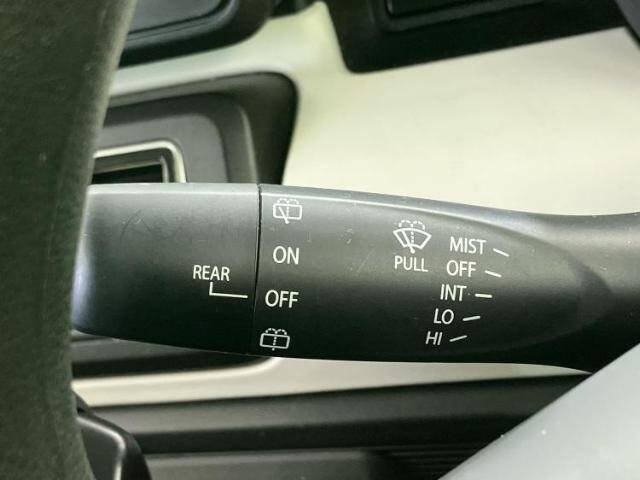 REAR
ON
OFF
PULL
MIST
OFF
INT
LO
HI